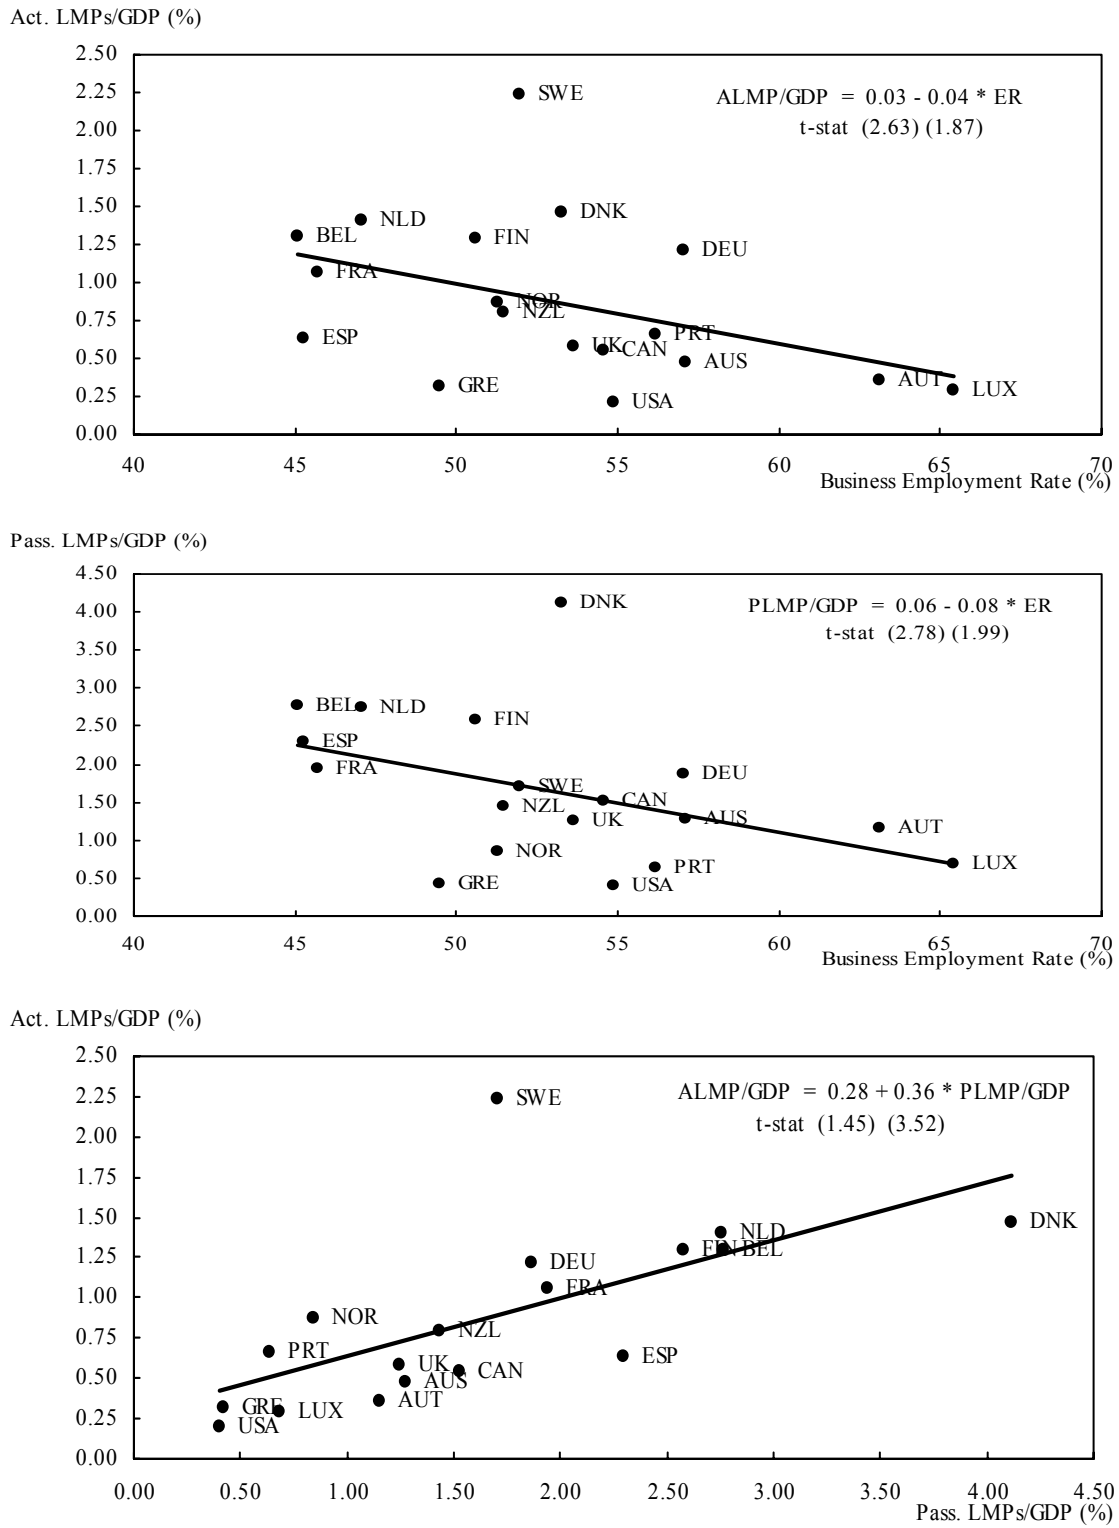 Act. LMPs/GDP (%)
2.50
2.25
SWE
ALMP/GDP = 0.03 - 0.04 * ER
2.00
t-stat (2.63) (1.87)
1.75
1.50
NLD
DNK
BEL
FIN
1.25
DEU
FRA
1.00
NOR
0.75
NZL
ESP
UK
CAN
PRT
0.50
AUS
GRE
AUT
LUX
0.25
USA
0.00
40 45 50 55 60 65 70
Business Employment Rate (%)
Pass. LMPs/GDP (%)
4.50
4.00
DNK
PLMP/GDP = 0.06 - 0.08 * ER
t-stat (2.78) (1.99)
3.50
3.00
BEL
NLD
2.50
FIN
ESP
2.00
FRA
DEU
SWE
1.50
NZL
CAN
UK
AUS
AUT
1.00
NOR
PRT
LUX
0.50
GRE
USA
0.00
40 45 50 55 60 65 70
Business Employment Rate (%)
Act. LMPs/GDP (%)
2.50
2.25
SWE
ALMP/GDP = 0.28 + 0.36 * PLMP/GDP
t-stat (1.45) (3.52)
2.00
1.75
1.50
NLD
DNK
1.25
DEU
FIN
BEL
FRA
1.00
NOR
0.75
PRT
NZL
UK
CAN
ESP
0.50
AUS
AUT
GRE
LUX
0.25
USA
0.00
0.00 0.50 1.00 1.50 2.00 2.50 3.00 3.50 4.00 4.50
Pass. LMPs/GDP (%)